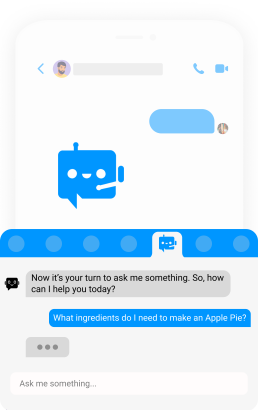 Now it's your turn to ask me something. So, how
can I help you today?
What ingredients do I need to make an Apple Pie?
Ask me something...